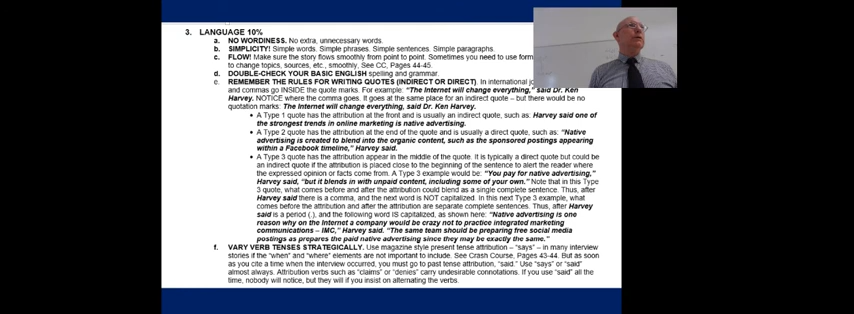 3. LANGUAGE 10%
a. NO WORDINESS. No extra, unnecessary words.
b. SIMPLICITY! Simple words. Simple phrases. Simple sentences. Simple paragraphs.
c. FLOW! Make sure the story flows smoothly from point to point. Sometimes you need to use
to change topics, sources, etc., smoothly, See CC, Pages 44-45.
d. DOUBLE-CHECK YOUR BASIC ENGLISH spelling and grammar.
e. REMEMBER THE RULES FOR WRITING QUOTES (INDIRECT OR DIRECT). In international
and commas go INSIDE the quote marks. For example: "The Internet will change everything," said Dr. Ken
Harvey. NOTICE where the comma goes. It goes at the same place for an indirect quote – but there would be no
quotation marks: The Internet will change everything, said Dr. Ken Harvey.
• A Type 1 quote has the attribution at the front and is usually an indirect quote, such as: Harvey said one of
the strongest trends in online marketing is native advertising.
• A Type 2 quote has the attribution at the end of the quote and is usually a direct quote, such as: "Native
advertising is created to blend into the organic content, such as the sponsored postings appearing
within a Facebook timeline," Harvey said.
• A Type 3 quote has the attribution appear in the middle of the quote. It is typically a direct quote but could be
an indirect quote if the attribution is placed close to the beginning of the sentence to alert the reader where
the expressed opinion or facts come from. A Type 3 example would be: "You pay for native advertising,"
Harvey said, "but it blends in with unpaid content, including some of your own." Note that in this Type
3 quote, what comes before and after the attribution could blend as a single complete sentence. Thus, after
Harvey said there is a comma, and the next word is NOT capitalized. In this next Type 3 example, what
comes before the attribution and after the attribution are separate complete sentences. Thus, after Harvey
said is a period (.), and the following word IS capitalized, as shown here: "Native advertising is one
reason why on the Internet a company would be crazy not to practice integrated marketing
communications – IMC," Harvey said. "The same team should be preparing free social media
postings as prepares the paid native advertising since they may be exactly the same."
f. VARY VERB TENSES STRATEGICALLY. Use magazine style present tense attribution – "says" – in many interview
stories if the "when" and "where" elements are not important to include. See Crash Course, Pages 43-44. But as soon
as you cite a time when the interview occurred, you must go to past tense attribution, "said." Use "says" or "said"
almost always. Attribution verbs such as "claims" or "denies" carry undesirable connotations. If you use "said" all the
time, nobody will notice, but they will if you insist on alternating the verbs.